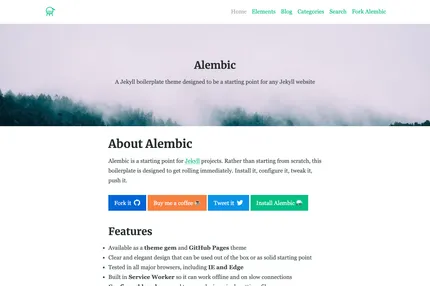 Home Elements Blog Categories Search Fork Alembic
Alembic
A Jekyll boilerplate theme designed to be a starting point for any Jekyll website
About Alembic
Alembic is a starting point for Jekyll projects. Rather than starting from scratch, this
boilerplate is designed to get rolling immediately. Install it, configure it, tweak it,
push it.
Fork it Buy me a coffee Tweet it Install Alembic
Features
Available as a theme gem and GitHub Pages theme
Clear and elegant design that can be used out of the box or as solid starting point
Tested in all major browsers, including IE and Edge
Built in Service Worker so it can work offline and on slow connections